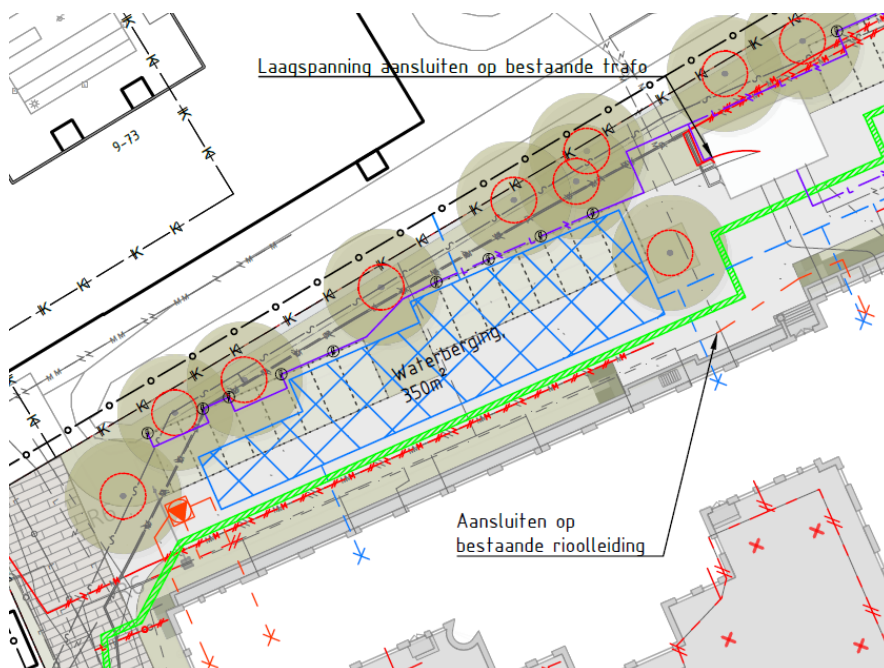 Laagspanning aansluiten op bestaande trafo
9-73
Waterberging
350m²
Aansluiten op
bestaande rioolleiding